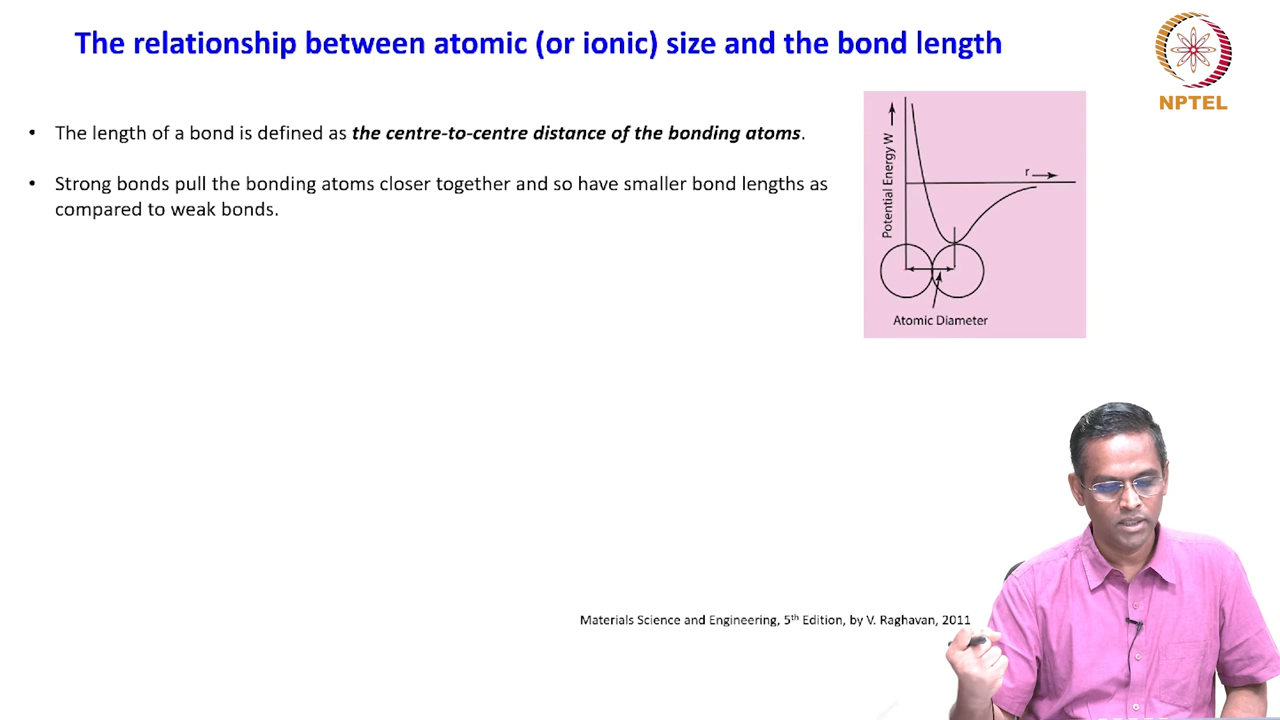 The relationship between atomic (or ionic) size and the bond length
NPTEL
• The length of a bond is defined as the centre-to-centre distance of the bonding atoms.
• Strong bonds pull the bonding atoms closer together and so have smaller bond lengths as
compared to weak bonds.
Potential Energy W
r
Atomic Diameter
Materials Science and Engineering, 5th Edition, by V. Raghavan, 2011